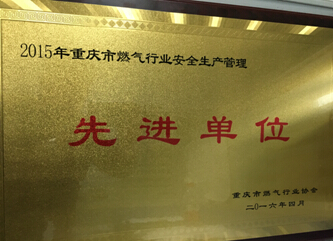 2015年重庆市燃气行业安全生产管理
先进单位
重庆市燃气行业协会
二〇一六年四月